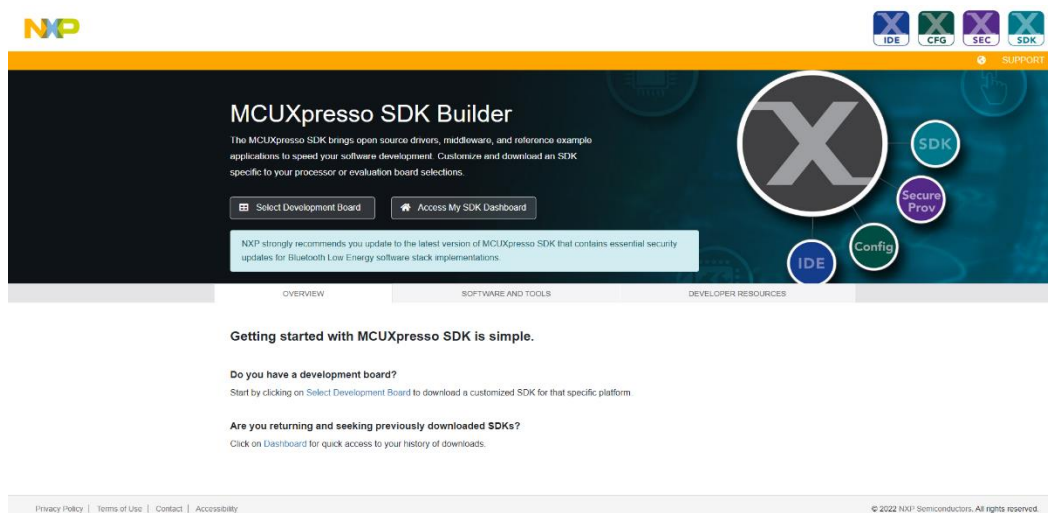 NXP
IDE CFG SEC SDK
SUPPORT
MCUXpresso SDK Builder
The MCUXpresso SDK brings open source drivers, middleware, and reference example
applications to speed your software development. Customize and download an SDK
specific to your processor or evaluation board selections.
Select Development Board Access My SDK Dashboard
NXP strongly recommends you update to the latest version of MCUXpresso SDK that contains essential security
updates for Bluetooth Low Energy software stack implementations.
X
SDK
Secure
Prov
Config
IDE
OVERVIEW SOFTWARE AND TOOLS DEVELOPER RESOURCES
Getting started with MCUXpresso SDK is simple.
Do you have a development board?
Start by clicking on Select Development Board to download a customized SDK for that specific platform
Are you returning and seeking previously downloaded SDKs?
Click on Dashboard for quick access to your history of downloads.
Privacy Policy | Terms of Use | Contact | Accessibility
© 2022 NXP Semiconductors. All rights reserved.